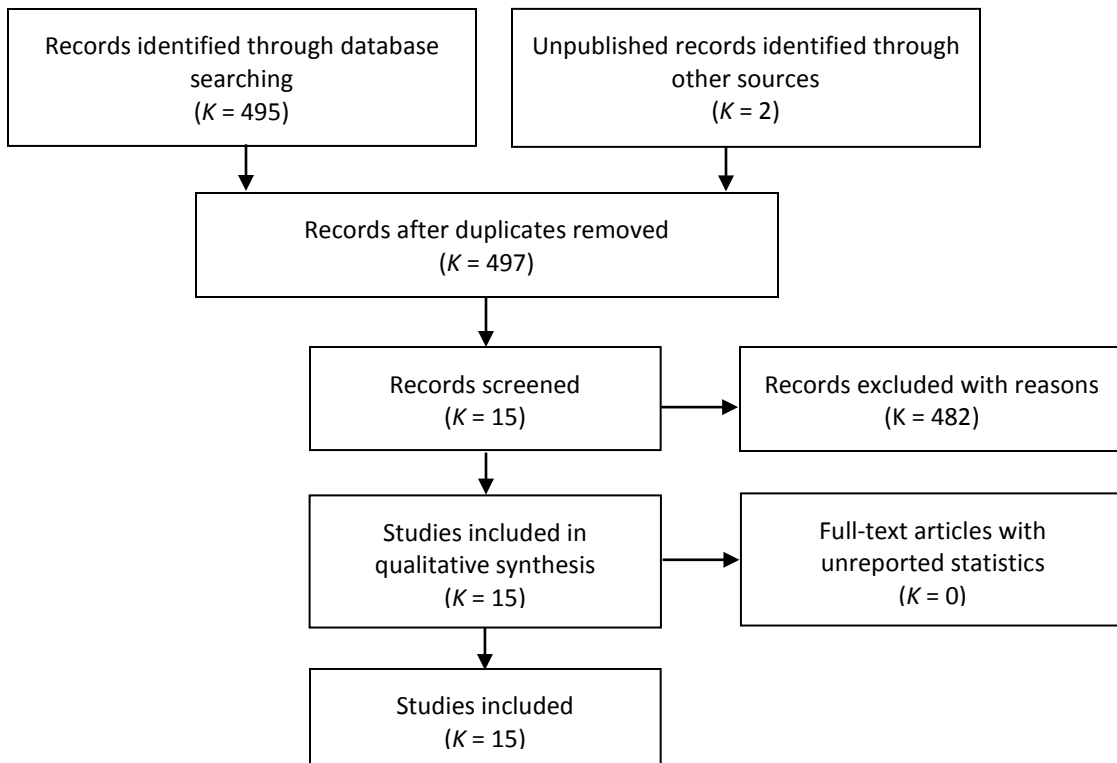 Records identified through database
searching
(K = 495)
Unpublished records identified through
other sources
(K = 2)
Records after duplicates removed
(K = 497)
Records screened
(K = 15)
Records excluded with reasons
(K = 482)
Studies included in
qualitative synthesis
(K = 15)
Full-text articles with
unreported statistics
(K = 0)
Studies included
(K = 15)